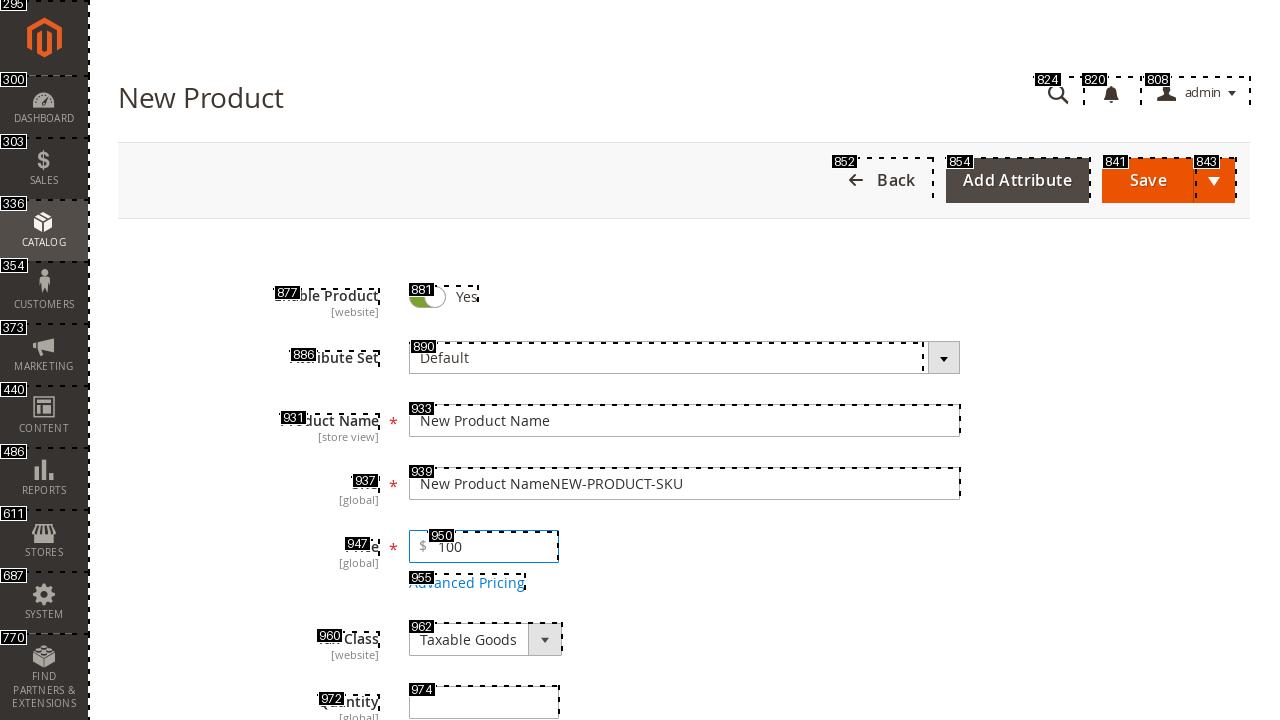 295
300
DASHBOARD
303
SALES
336
CATALOG
354
CUSTOMERS
373
MARKETING
440
CONTENT
486
REPORTS
611
STORES
687
SYSTEM
770
FIND
PARTNERS &
EXTENSIONS
New Product
824
820
808
admin
852
Back
854
Add Attribute
841
Save
843
877
ble Product
[website]
881
Yes
886
ibute Set
890
Default
931
duct Name
*
[store view]
933
New Product Name
937
*
[global]
939
New Product NameNEW-PRODUCT-SKU
947
*
[global]
950
$
100
955
Advanced Pricing
960
Class
[website]
962
Taxable Goods
972
ntity
[global]
974